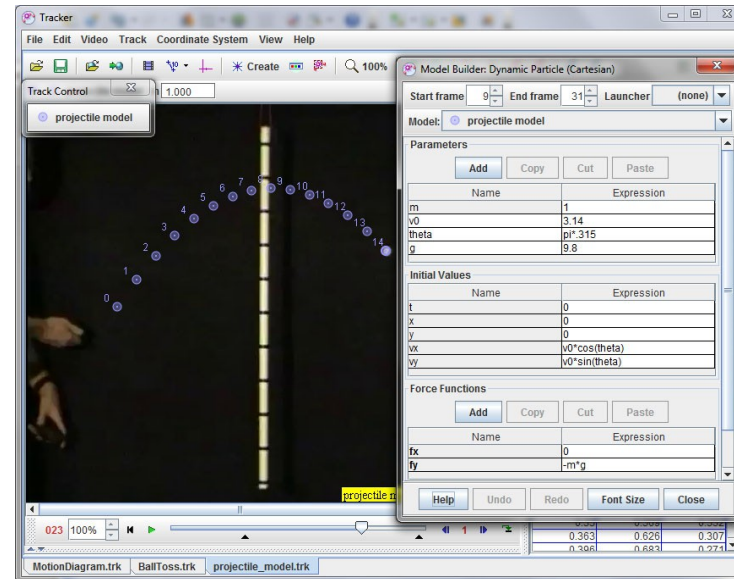 Tracker
File Edit Video Track Coordinate System View Help
Create 100%
Track Control 1.000
projectile model
0
1
2
3
4
5
6
7
8
9
10
11
12
13
14
projectile
023 100% 1
MotionDiagram.trk BallToss.trk projectile_model.trk
Model Builder: Dynamic Particle (Cartesian)
Start frame 9 End frame 31 Launcher (none)
Model: projectile model
Parameters
Add Copy Cut Paste
Name Expression
m 1
v0 3.14
theta pi*.315
g 9.8
Initial Values
Name Expression
t 0
x 0
y 0
vx v0*cos(theta)
vy v0*sin(theta)
Force Functions
Add Copy Cut Paste
Name Expression
fx 0
fy -m*g
Help Undo Redo Font Size Close
0.363 0.626 0.307
0.396 0.683 0.271